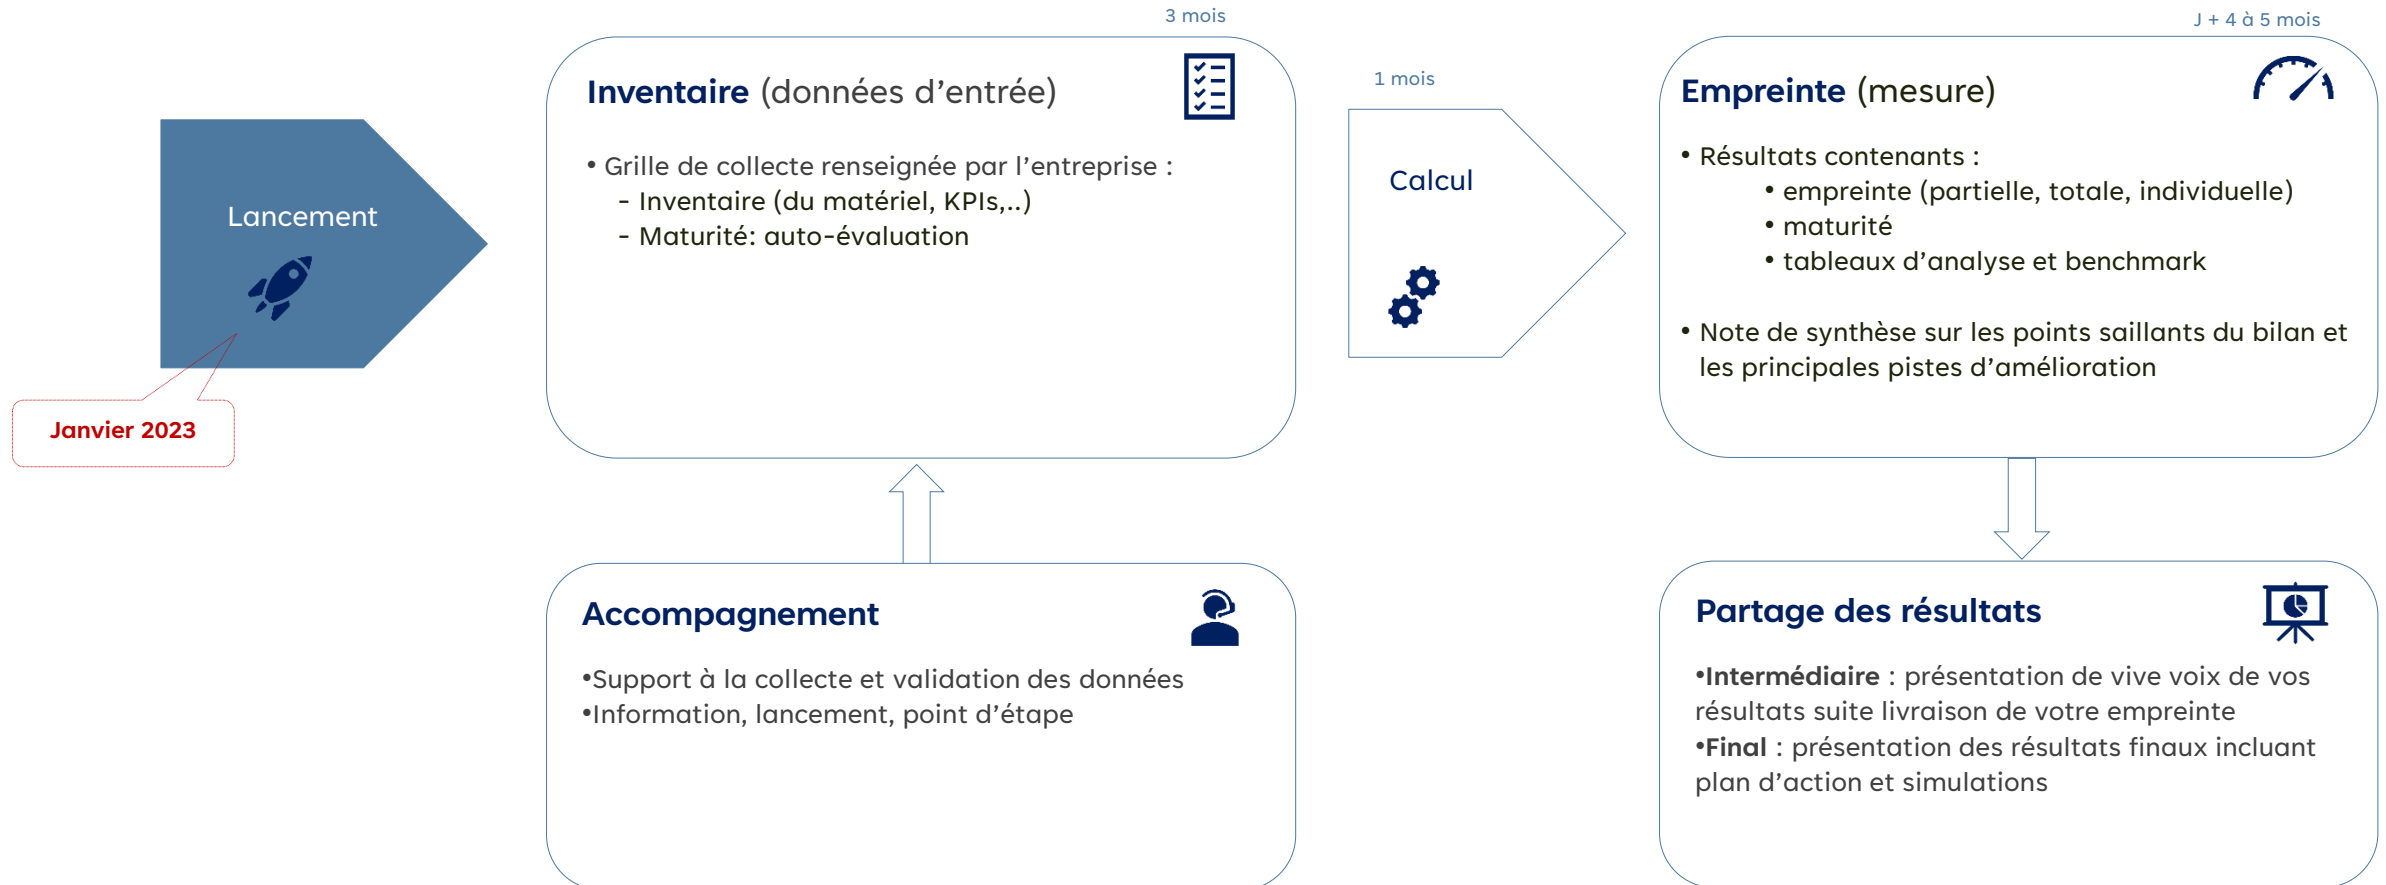 Lancement
Janvier 2023
3 mois
Inventaire (données d’entrée)
• Grille de collecte renseignée par l’entreprise :
- Inventaire (du matériel, KPIs,..)
- Maturité: auto-évaluation
Accompagnement
•Support à la collecte et validation des données
•Information, lancement, point d’étape
1 mois
Calcul
J + 4 à 5 mois
Empreinte (mesure)
• Résultats contenants :
• empreinte (partielle, totale, individuelle)
• maturité
• tableaux d’analyse et benchmark
• Note de synthèse sur les points saillants du bilan et
les principales pistes d’amélioration
Partage des résultats
•Intermédiaire : présentation de vive voix de vos
résultats suite livraison de votre empreinte
•Final : présentation des résultats finaux incluant
plan d’action et simulations